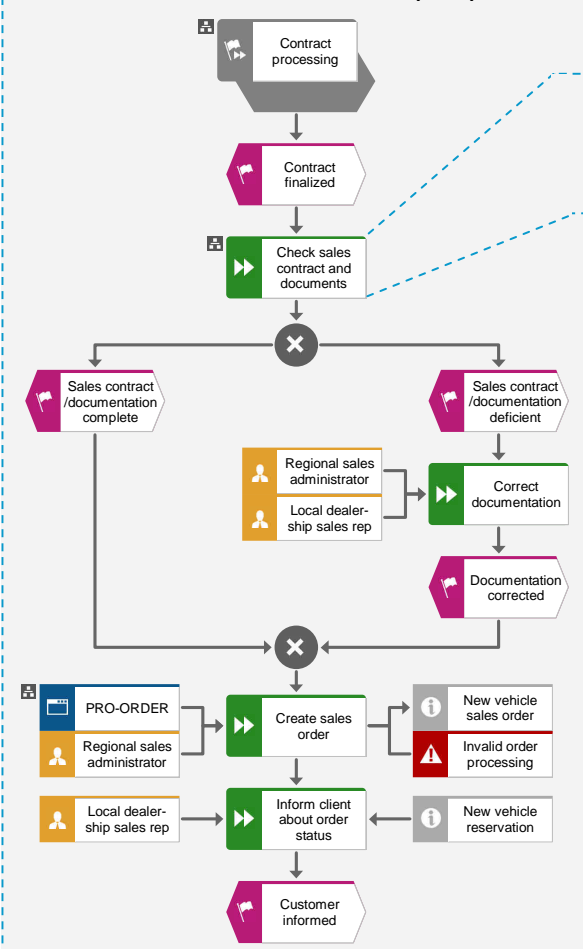 Contract
processing
Contract
finalized
Check sales
contract and
documents
Sales contract
/documentation
complete
Sales contract
/documentation
deficient
Regional sales
administrator
Local dealer-
ship sales rep
Correct
documentation
Documentation
corrected
PRO-ORDER
Regional sales
administrator
Create sales
order
New vehicle
sales order
Invalid order
processing
Local dealer-
ship sales rep
Inform client
about order
status
New vehicle
reservation
Customer
informed